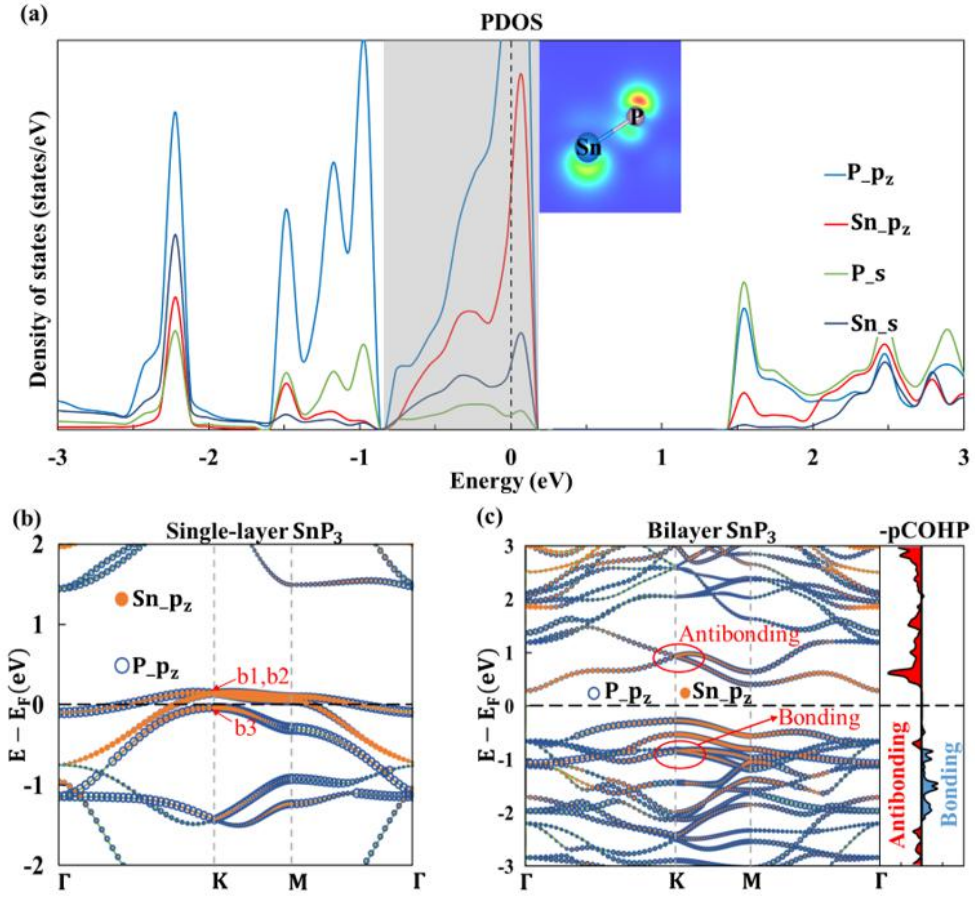 (a)
PDOS
Density of states (states/eV)
Sn
P
P_pz
Sn_pz
P_s
Sn_s
-3 -2 -1 0 1 2 3
Energy (eV)
(b)
Single-layer SnP3
E − EF(eV)
2
1
0
-1
-2
Sn_pz
P_pz
b1,b2
b3
Γ K M Γ
(c)
Bilayer SnP3
-pCOHP
E − EF(eV)
3
2
1
0
-1
-2
-3
Antibonding
P_pz Sn_pz
Bonding
Antibonding
Bonding
Γ K M Γ